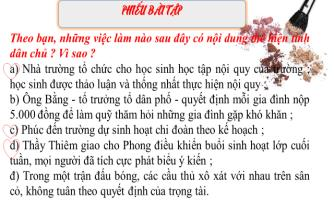 PHIẾU BÀI TẬP
Theo bạn, những việc làm nào sau đây có nội dung thể hiện tính
dân chủ ? Vì sao ?
a) Nhà trường tổ chức cho học sinh học tập nội quy của trường ;
học sinh được thảo luận và thống nhất thực hiện nội quy ;
b) Ông Bằng - tổ trưởng tổ dân phố - quyết định mỗi gia đình nộp
5.000 đồng để làm quỹ thăm hỏi những gia đình gặp khó khăn ;
c) Phúc đến trường dự sinh hoạt chi đoàn theo kế hoạch ;
d) Thầy Thiêm giao cho Phong điều khiển buổi sinh hoạt lớp cuối
tuần, mọi người đã tích cực phát biểu ý kiến ;
đ) Trong một trận đấu bóng, các cầu thủ xô xát với nhau trên sân
cỏ, không tuân theo quyết định của trọng tài.